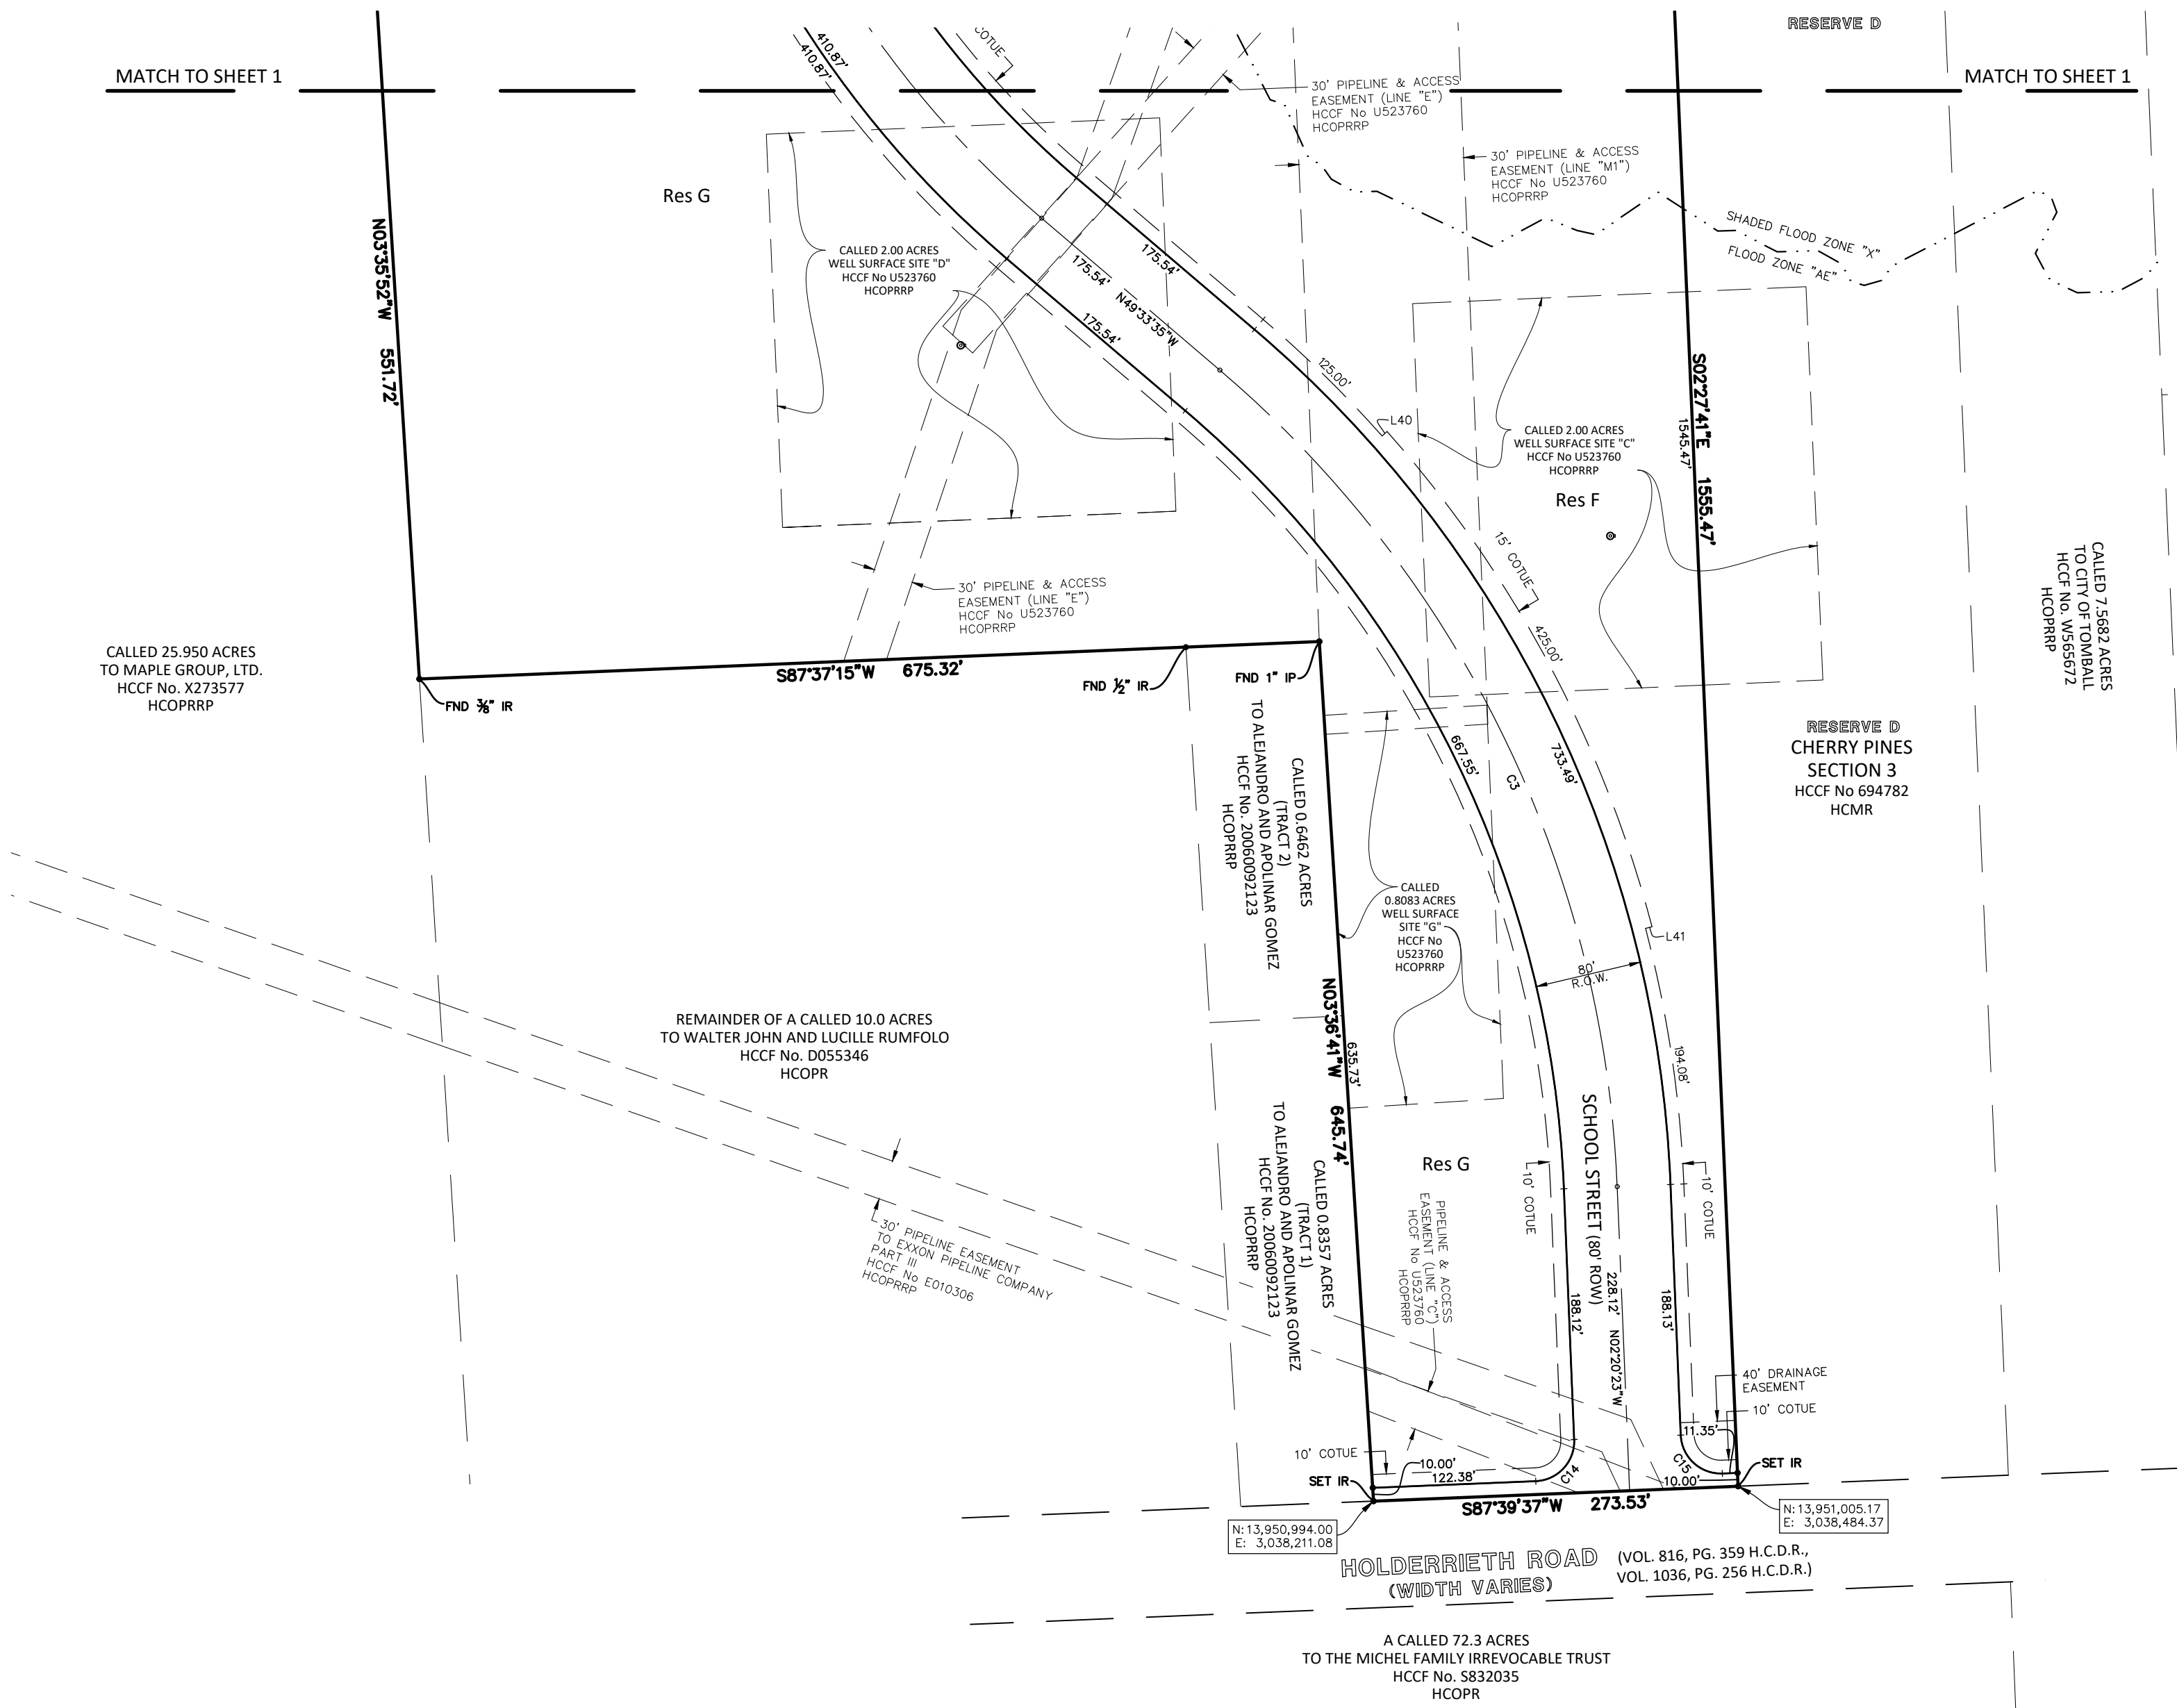 RESERVE D
MATCH TO SHEET 1
MATCH TO SHEET 1
410.87'
410.87'
COTUE
30' PIPELINE & ACCESS
EASEMENT (LINE "E")
HCCF No U523760
HCOPRRP
30' PIPELINE & ACCESS
EASEMENT (LINE "M1")
HCCF No U523760
HCOPRRP
Res G
N03°35'52"W 551.72'
CALLED 2.00 ACRES
WELL SURFACE SITE "D"
HCCF No U523760
HCOPRRP
175.54'
175.54' N49°33'35"W
175.54'
SHADED FLOOD ZONE "X"
FLOOD ZONE "AE"
125.00'
L40
CALLED 2.00 ACRES
WELL SURFACE SITE "C"
HCCF No U523760
HCOPRRP
Res F
S02°27'41"E 1555.47'
1545.47'
15' COTUE
425.00'
CALLED 7.5682 ACRES
TO CITY OF TOMBALL
HCCF No. W565672
HCOPRRP
30' PIPELINE & ACCESS
EASEMENT (LINE "E")
HCCF No U523760
HCOPRRP
CALLED 25.950 ACRES
TO MAPLE GROUP, LTD.
HCCF No. X273577
HCOPRRP
FND 3/8" IR
S87°37'15"W 675.32'
FND 1/2" IR
FND 1" IP
RESERVE D
CHERRY PINES
SECTION 3
HCCF No 694782
HCMR
CALLED 0.6462 ACRES
(TRACT 2)
TO ALEJANDRO AND APOLINAR GOMEZ
HCCF No. 20060092123
HCOPRRP
667.55'
C3
733.49'
CALLED
0.8083 ACRES
WELL SURFACE
SITE "G"
HCCF No
U523760
HCOPRRP
L41
80'
R.O.W.
N03°36'41"W 645.74'
635.73'
REMAINDER OF A CALLED 10.0 ACRES
TO WALTER JOHN AND LUCILLE RUMFOLO
HCCF No. D055346
HCOPR
194.08'
SCHOOL STREET (80' ROW)
CALLED 0.8357 ACRES
(TRACT 1)
TO ALEJANDRO AND APOLINAR GOMEZ
HCCF No. 20060092123
HCOPRRP
Res G
10' COTUE
10' COTUE
PIPELINE & ACCESS
EASEMENT (LINE "C")
HCCF No U523760
HCOPRRP
30' PIPELINE EASEMENT
TO EXXON PIPELINE COMPANY
PART III
HCCF No E010306
HCOPRRP
188.12'
228.12' N02°20'23"W
188.13'
40' DRAINAGE
EASEMENT
10' COTUE
11.35'
10' COTUE
10.00'
122.38'
C14
C15
10.00'
SET IR
SET IR
S87°39'37"W 273.53'
N: 13,951,005.17
E: 3,038,484.37
N: 13,950,994.00
E: 3,038,211.08
HOLDERRIETH ROAD
(WIDTH VARIES)
(VOL. 816, PG. 359 H.C.D.R.,
VOL. 1036, PG. 256 H.C.D.R.)
A CALLED 72.3 ACRES
TO THE MICHEL FAMILY IRREVOCABLE TRUST
HCCF No. S832035
HCOPR